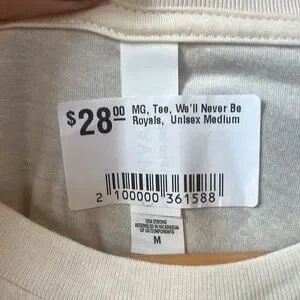 $28.00 MG, Tee, We'll Never Be
Royals, Unisex Medium
2 100000 361588
USA STRONG
ASSEMBLED IN NICARAGUA
OF US COMPONENTS
M